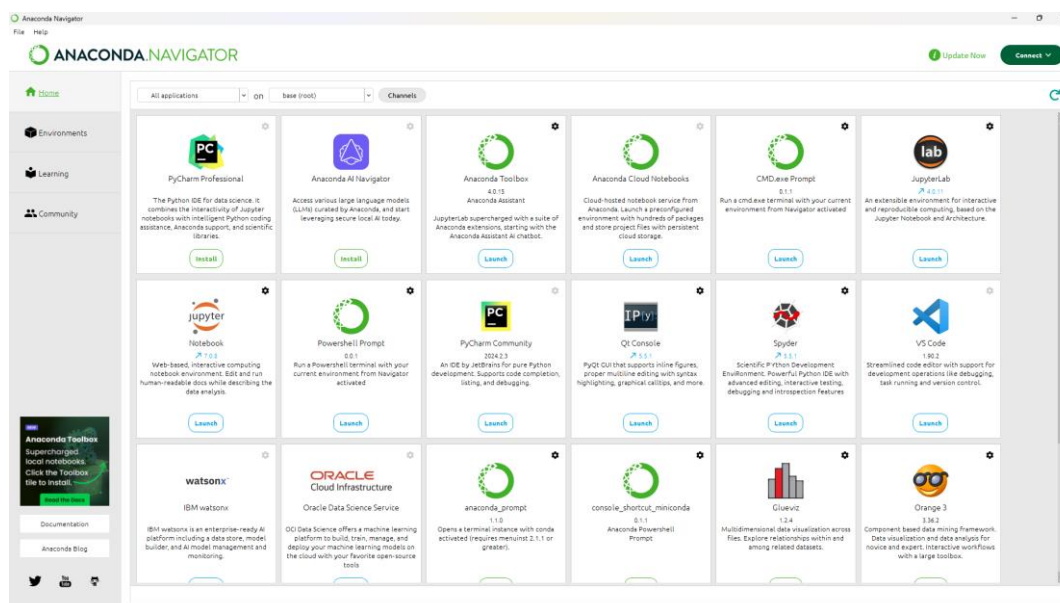 Anaconda Navigator
File Help
ANACONDA.NAVIGATOR
Update Now
Connect
Home
Environments
Learning
Community
All applications
on
base (root)
Channels
PC
PyCharm Professional
The Python IDE for data science. It
combines the interactivity of Jupyter
notebooks with intelligent Python coding
assistance, Anaconda support, and scientific
libraries.
Install
Anaconda AI Navigator
Access various large language models
(LLMs) curated by Anaconda, and start
leveraging secure local AI today.
Install
Anaconda Toolbox
4.0.15
Anaconda Assistant
JupyterLab supercharged with a suite of
Anaconda extensions, starting with the
Anaconda Assistant AI chatbot.
Launch
Anaconda Cloud Notebooks
Cloud-hosted notebook service from
Anaconda. Launch a preconfigured
environment with hundreds of packages
and store project files with persistent
cloud storage.
Launch
CMD.exe Prompt
0.1.1
Run a cmd.exe terminal with your current
environment from Navigator activated
Launch
lab
JupyterLab
4.0.11
An extensible environment for interactive
and reproducible computing, based on the
Jupyter Notebook and Architecture.
Launch
jupyter
Notebook
7.0.8
Web-based, interactive computing
notebook environment. Edit and run
human-readable docs while describing the
data analysis.
Launch
Powershell Prompt
0.0.1
Run a Powershell terminal with your
current environment from Navigator
activated
Launch
PC
PyCharm Community
2024.2.3
An IDE by JetBrains for pure Python
development. Supports code completion,
listing, and debugging.
Launch
IP[y]:
Qt Console
5.5.1
PyQt GUI that supports inline figures,
proper multiline editing with syntax
highlighting, graphical calltips, and more.
Launch
Spyder
5.5.1
Scientific PYthon Development
EnviRonment. Powerful Python IDE with
advanced editing, interactive testing,
debugging and introspection features
Launch
VS Code
1.90.2
Streamlined code editor with support for
development operations like debugging,
task running and version control.
Launch
watsonx
IBM watsonx
IBM watsonx is an enterprise-ready AI
platform including a data store, model
builder, and AI model management and
monitoring.
ORACLE
Cloud Infrastructure
Oracle Data Science Service
OCI Data Science offers a machine learning
platform to build, train, manage, and
deploy your machine learning models on
the cloud with your favorite open-source
tools
anaconda_prompt
1.1.0
Opens a terminal instance with conda
activated (requires menuinst 2.1.1 or
greater).
console_shortcut_miniconda
0.1.1
Anaconda Powershell
Prompt
Glueviz
1.2.4
Multidimensional data visualization across
files. Explore relationships within and
among related datasets.
Orange 3
3.36.2
Component based data mining framework.
Data visualization and data analysis for
novice and expert. Interactive workflows
with a large toolbox.
Anaconda Toolbox
Supercharged
local notebooks.
Click the Toolbox
tile to install.
Read the Docs
Documentation
Anaconda Blog
You
Tube